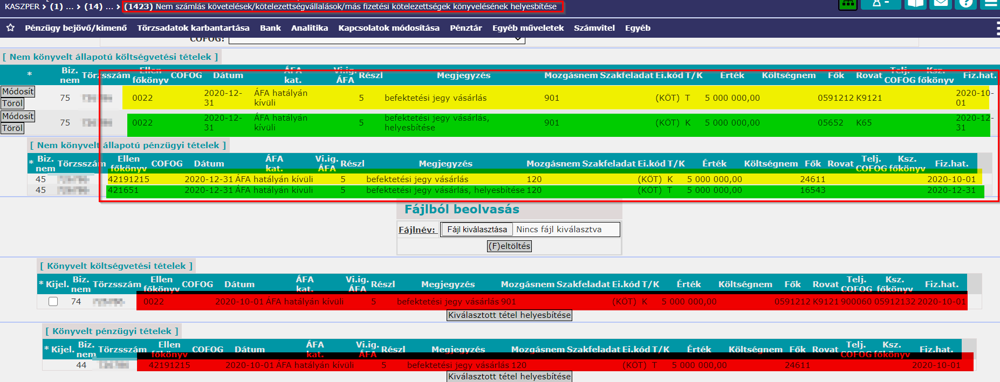 KASZPER > (1) ... > (14) ... > (1423) Nem számlás követelések/kötelezettségvállalások/más fizetési kötelezettségek könyvelésének helyesbítése
Pénzügy bejövő/kimenő Törzsadatok karbantartása Bank Analitika Kapcsolatok módosítása Pénztár Egyéb műveletek Számvitel Egyéb
COFOG:
[ Nem könyvelt állapotú költségvetési tételek ]
* Biz. nem Törzsszám Ellen főkönyv COFOG Dátum ÁFA kat. Vi.ig. ÁFA Részl Megjegyzés Mozgásnem Szakfeladat Ei.kód T/K Érték Költségnem Fők Rovat Telj. COFOG Ksz. főkönyv Fiz.hat.
Módosít Töröl 75 0022 2020-12-31 ÁFA hatályán kívüli 5 befektetési jegy vásárlás 901 (KÖT) T 5 000 000,00 0591212 K9121 2020-10-01
Módosít Töröl 75 0022 2020-12-31 ÁFA hatályán kívüli 5 befektetési jegy vásárlás, helyesbítése 901 (KÖT) K 5 000 000,00 05652 K65 2020-12-31
[ Nem könyvelt állapotú pénzügyi tételek ]
* Biz. nem Törzsszám Ellen főkönyv COFOG Dátum ÁFA kat. Vi.ig. ÁFA Részl Megjegyzés Mozgásnem Szakfeladat Ei.kód T/K Érték Költségnem Fők Rovat Telj. COFOG Ksz. főkönyv Fiz.hat.
45 42191215 2020-12-31 ÁFA hatályán kívüli 5 befektetési jegy vásárlás 120 (KÖT) K 5 000 000,00 24611 2020-10-01
45 421651 2020-12-31 ÁFA hatályán kívüli 5 befektetési jegy vásárlás, helyesbítése 120 (KÖT) T 5 000 000,00 16543 2020-12-31
Fájlból beolvasás
Fájlnév: Fájl kiválasztása Nincs fájl kiválasztva
(F)eltöltés
[ Könyvelt költségvetési tételek ]
* Kijel. Biz. nem Törzsszám Ellen főkönyv COFOG Dátum ÁFA kat. Vi.ig. ÁFA Részl Megjegyzés Mozgásnem Szakfeladat Ei.kód T/K Érték Költségnem Fők Rovat Telj. COFOG Ksz. főkönyv Fiz.hat.
74 0022 2020-10-01 ÁFA hatályán kívüli 5 befektetési jegy vásárlás 901 (KÖT) K 5 000 000,00 0591212 K9121 900060 05912132 2020-10-01
Kiválasztott tétel helyesbítése
[ Könyvelt pénzügyi tételek ]
* Kijel. Biz. nem Törzsszám Ellen főkönyv COFOG Dátum ÁFA kat. Vi.ig. ÁFA Részl Megjegyzés Mozgásnem Szakfeladat Ei.kód T/K Érték Költségnem Fők Rovat Telj. COFOG Ksz. főkönyv Fiz.hat.
44 42191215 2020-10-01 ÁFA hatályán kívüli 5 befektetési jegy vásárlás 120 (KÖT) T 5 000 000,00 24611 2020-10-01
Kiválasztott tétel helyesbítése